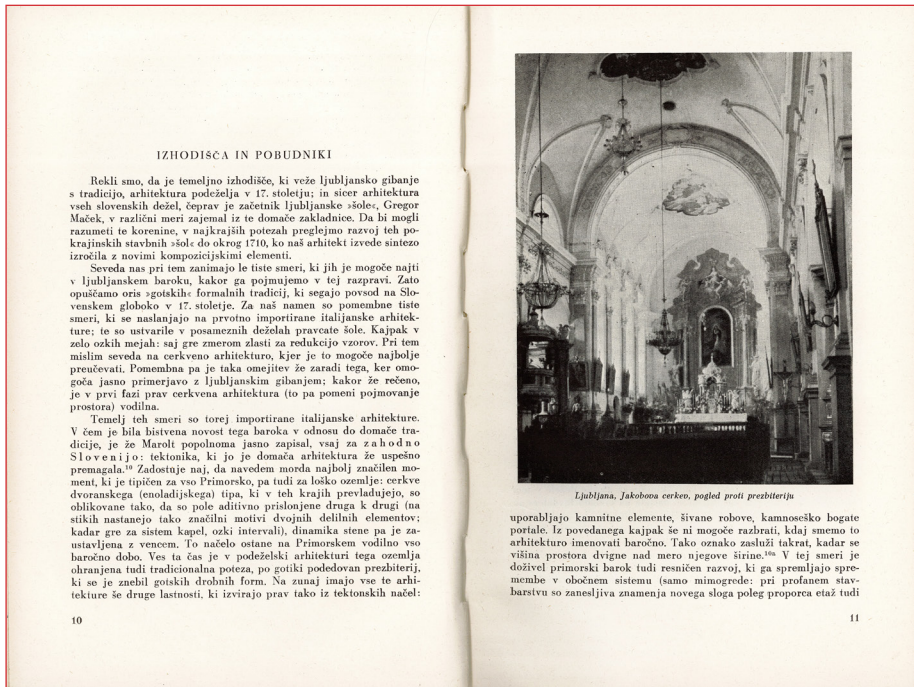 IZHODIŠČA IN POBUDNIKI
Rekli smo, da je temeljno izhodišče, ki veže ljubljansko gibanje
s tradicijo, arhitektura podeželja v 17. stoletju; in sicer arhitektura
vseh slovenskih dežel, čeprav je začetnik ljubljanske »šole«, Gregor
Maček, v različni meri zajemal iz te domače zakladnice. Da bi mogli
razumeti te korenine, v najkrajših potezah preglejmo razvoj teh po-
krajinskih stavbnih »šol« do okrog 1710, ko naš arhitekt izvede sintezo
izročila z novimi kompozicijskimi elementi.
Seveda nas pri tem zanimajo le tiste smeri, ki jih je mogoče najti
v ljubljanskem baroku, kakor ga pojmujemo v tej razpravi. Zato
opuščamo oris »gotskih« formalnih tradicij, ki segajo povsod na Slo-
venskem globoko v 17. stoletje. Za naš namen so pomembne tiste
smeri, ki se naslanjajo na prvotno importirane italijanske arhitek-
ture; te so ustvarile v posameznih deželah pravcate šole. Kajpak v
zelo ozkih mejah: saj gre zmerom zlasti za redukcijo vzorov. Pri tem
mislim seveda na cerkveno arhitekturo, kjer je to mogoče najbolje
preučevati. Pomembna pa je taka omejitev že zaradi tega, ker omo-
goča jasno primerjavo z ljubljanskim gibanjem; kakor že rečeno,
je v prvi fazi prav cerkvena arhitektura (to pa pomeni pojmovanje
prostora) vodilna.
Temelj teh smeri so torej importirane italijanske arhitekture.
V čem je bila bistvena novost tega baroka v odnosu do domače tra-
dicije, je že Marolt popolnoma jasno zapisal, vsaj za zahodno
Slovenijo: tektonika, ki jo je domača arhitektura že uspešno
premagala.¹⁰ Zadostuje naj, da navedem morda najbolj značilen mo-
ment, ki je tipičen za vso Primorsko, pa tudi za loško ozemlje: cerkve
dvoranskega (enoladijskega) tipa, ki v teh krajih prevladujejo, so
oblikovane tako, da so pole aditivno prislonjene druga k drugi (na
stikih nastanejo tako značilni motivi dvojnih delilnih elementov;
kadar gre za sistem kapel, ozki intervali), dinamika stene pa je za-
ustavljena z vencem. To načelo ostane na Primorskem vodilno vso
baročno dobo. Ves ta čas je v podeželski arhitekturi tega ozemlja
ohranjena tudi tradicionalna poteza, po gotiki podedovan prezbiterij,
ki se je znebil gotskih drobnih form. Na zunaj imajo vse te arhi-
tekture še druge lastnosti, ki izvirajo prav tako iz tektonskih načel:
10
Ljubljana, Jakobova cerkev, pogled proti prezbiteriju
uporabljajo kamnite elemente, šivane robove, kamnoseško bogate
portale. Iz povedanega kajpak še ni mogoče razbrati, kdaj smemo to
arhitekturo imenovati baročno. Tako oznako zasluži takrat, kadar se
višina prostora dvigne nad mero njegove širine.¹⁰ᵃ V tej smeri je
doživel primorski barok tudi resničen razvoj, ki ga spremljajo spre-
membe v obočnem sistemu (samo mimogrede: pri profanem stav-
barstvu so zanesljiva znamenja novega sloga poleg proporca etaž tudi
11